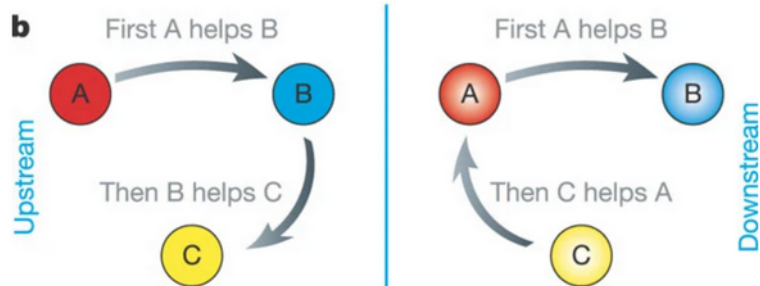 b
First A helps B
A
B
Upstream
Then B helps C
C
First A helps B
A
B
Then C helps A
Downstream
C